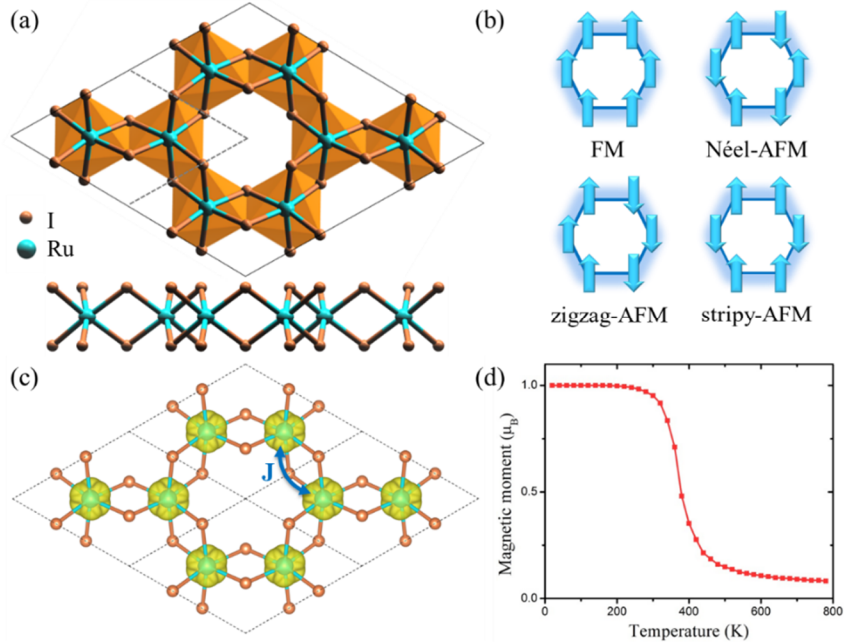 (a)
I
Ru
(b)
FM
Néel-AFM
zigzag-AFM
stripy-AFM
(c)
J
(d)
Magnetic moment (μB)
1.0
0.5
0.0
0
200
400
600
800
Temperature (K)